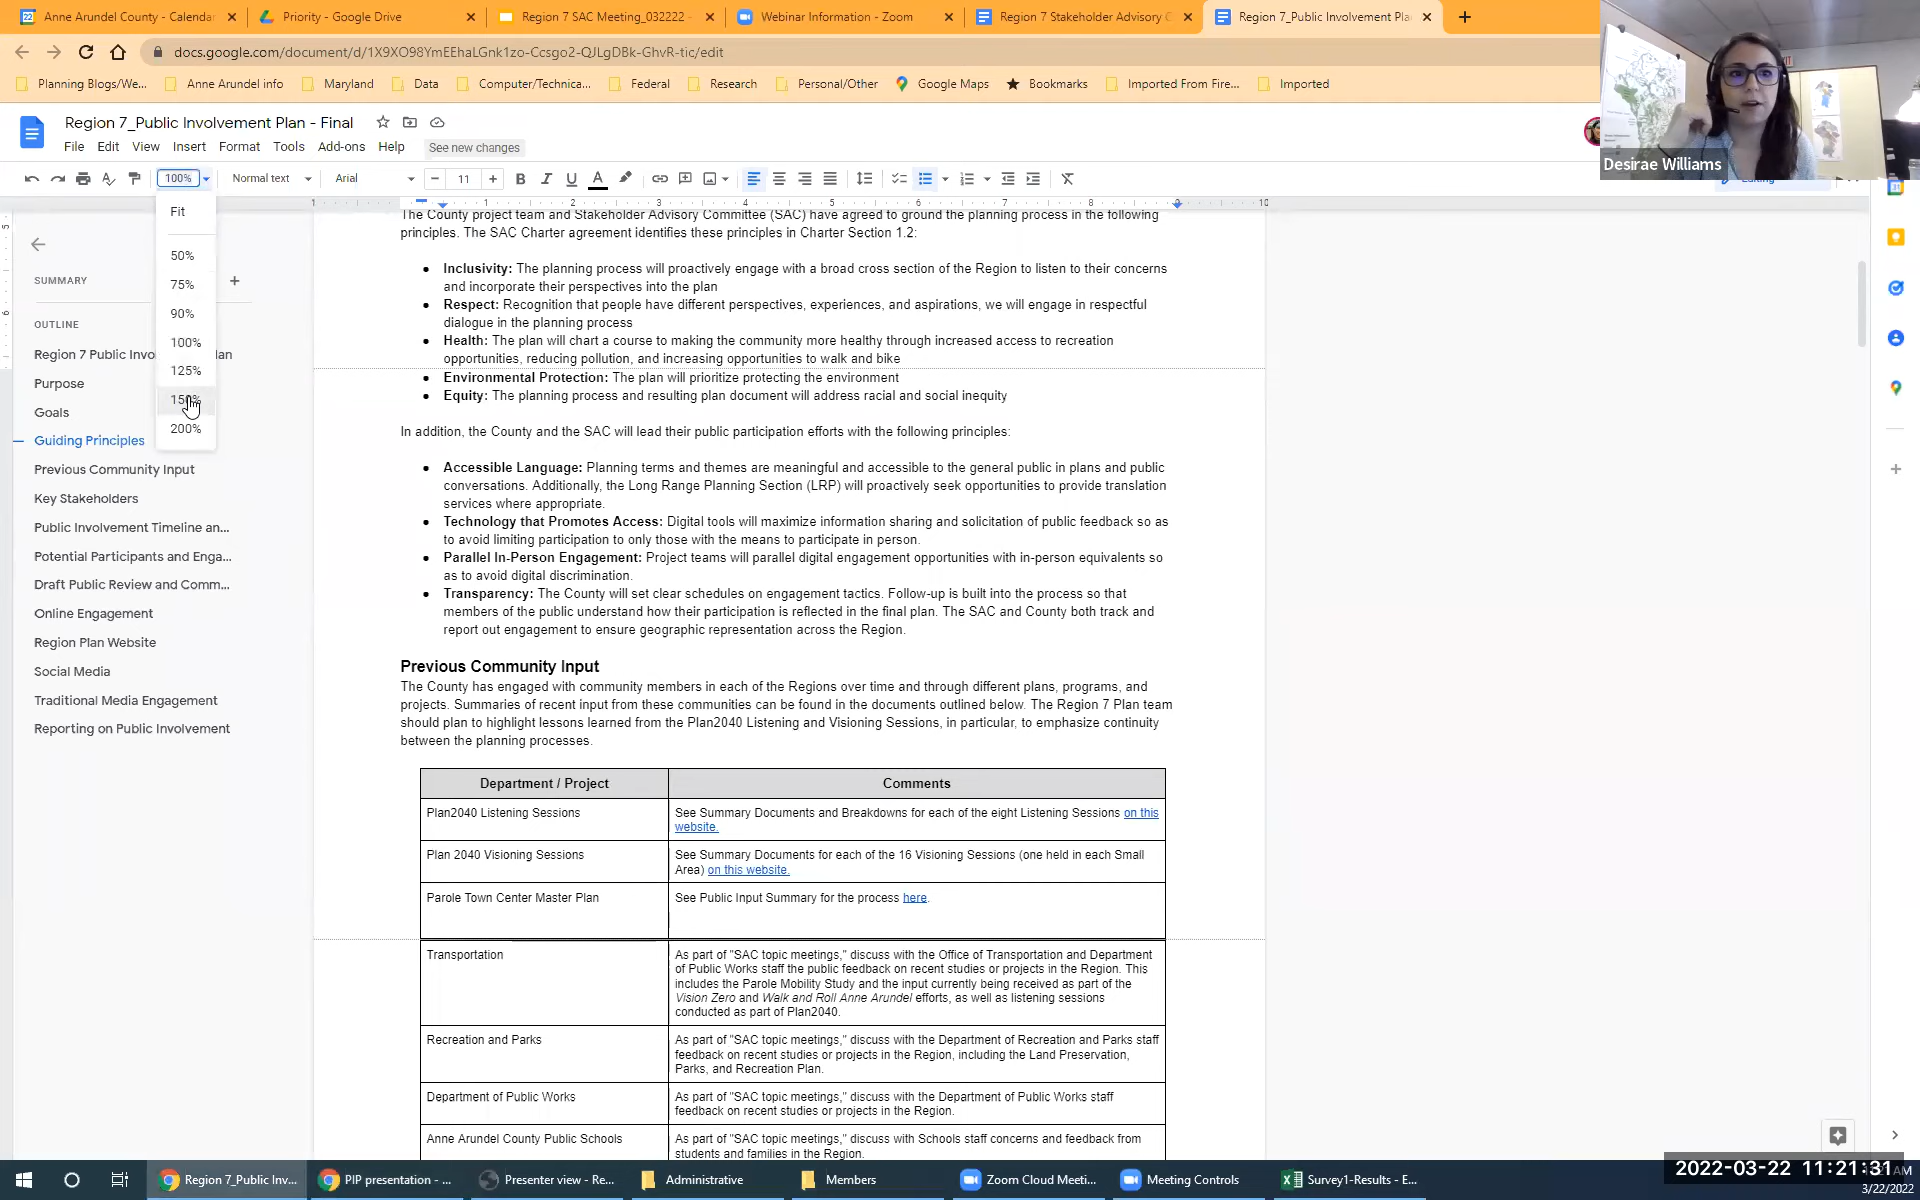 Anne Arundel County - Calenda
Priority - Google Drive
Region 7 SAC Meeting_032222 -
Webinar Information - Zoom
Region 7 Stakeholder Advisory C
Region 7_Public Involvement Pla
docs.google.com/document/d/1X9XO98YmEEhaLGnk1zo-Ccsgo2-QJLgDBk-GhvR-tic/edit
Planning Blogs/We...
Anne Arundel info
Maryland
Data
Computer/Technica...
Federal
Research
Personal/Other
Google Maps
Bookmarks
Imported From Fire...
Imported
Region 7_Public Involvement Plan - Final
File Edit View Insert Format Tools Add-ons Help See new changes
Desirae Williams
100% Normal text Arial 11
Fit
50%
75%
90%
100%
125%
150%
200%
SUMMARY
OUTLINE
Region 7 Public Invo
an
Purpose
Goals
Guiding Principles
Previous Community Input
Key Stakeholders
Public Involvement Timeline an...
Potential Participants and Enga...
Draft Public Review and Comm...
Online Engagement
Region Plan Website
Social Media
Traditional Media Engagement
Reporting on Public Involvement
1 1 2 3 4 5 6 7 8 9 10
The County project team and Stakeholder Advisory Committee (SAC) have agreed to ground the planning process in the following
principles. The SAC Charter agreement identifies these principles in Charter Section 1.2:
● Inclusivity: The planning process will proactively engage with a broad cross section of the Region to listen to their concerns
and incorporate their perspectives into the plan
● Respect: Recognition that people have different perspectives, experiences, and aspirations, we will engage in respectful
dialogue in the planning process
● Health: The plan will chart a course to making the community more healthy through increased access to recreation
opportunities, reducing pollution, and increasing opportunities to walk and bike
● Environmental Protection: The plan will prioritize protecting the environment
● Equity: The planning process and resulting plan document will address racial and social inequity
In addition, the County and the SAC will lead their public participation efforts with the following principles:
● Accessible Language: Planning terms and themes are meaningful and accessible to the general public in plans and public
conversations. Additionally, the Long Range Planning Section (LRP) will proactively seek opportunities to provide translation
services where appropriate.
● Technology that Promotes Access: Digital tools will maximize information sharing and solicitation of public feedback so as
to avoid limiting participation to only those with the means to participate in person.
● Parallel In-Person Engagement: Project teams will parallel digital engagement opportunities with in-person equivalents so
as to avoid digital discrimination.
● Transparency: The County will set clear schedules on engagement tactics. Follow-up is built into the process so that
members of the public understand how their participation is reflected in the final plan. The SAC and County both track and
report out engagement to ensure geographic representation across the Region.
Previous Community Input
The County has engaged with community members in each of the Regions over time and through different plans, programs, and
projects. Summaries of recent input from these communities can be found in the documents outlined below. The Region 7 Plan team
should plan to highlight lessons learned from the Plan2040 Listening and Visioning Sessions, in particular, to emphasize continuity
between the planning processes.
Department / Project
Comments
Plan2040 Listening Sessions
See Summary Documents and Breakdowns for each of the eight Listening Sessions on this
website.
Plan 2040 Visioning Sessions
See Summary Documents for each of the 16 Visioning Sessions (one held in each Small
Area) on this website.
Parole Town Center Master Plan
See Public Input Summary for the process here.
Transportation
As part of "SAC topic meetings," discuss with the Office of Transportation and Department
of Public Works staff the public feedback on recent studies or projects in the Region. This
includes the Parole Mobility Study and the input currently being received as part of the
Vision Zero and Walk and Roll Anne Arundel efforts, as well as listening sessions
conducted as part of Plan2040.
Recreation and Parks
As part of "SAC topic meetings," discuss with the Department of Recreation and Parks staff
feedback on recent studies or projects in the Region, including the Land Preservation,
Parks, and Recreation Plan.
Department of Public Works
As part of "SAC topic meetings," discuss with the Department of Public Works staff
feedback on recent studies or projects in the Region.
Anne Arundel County Public Schools
As part of "SAC topic meetings," discuss with Schools staff concerns and feedback from
students and families in the Region.
Region 7_Public Inv...
PIP presentation - ...
Presenter view - Re...
Administrative
Members
Zoom Cloud Meeti...
Meeting Controls
Survey1-Results - E...
2022-03-22 11:21:31
3/22/2022